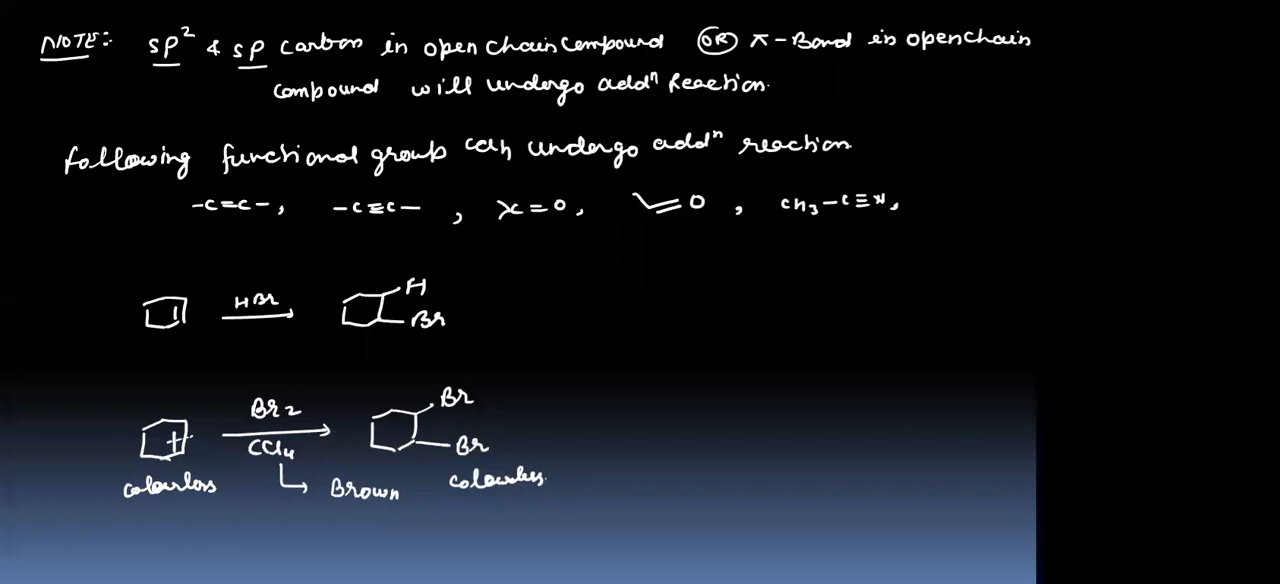 NOTE:- sp² & sp carbon in open chain compound OR π-Bond in open chain
compound will undergo addⁿ Reaction.
following functional group can undergo addⁿ reaction
-C=C-, -C≡C-, >C=O, =O, CH₃-C≡N,
HBr
H
Br
Br₂
CCl₄
Br
Br
colourless Brown colourless.